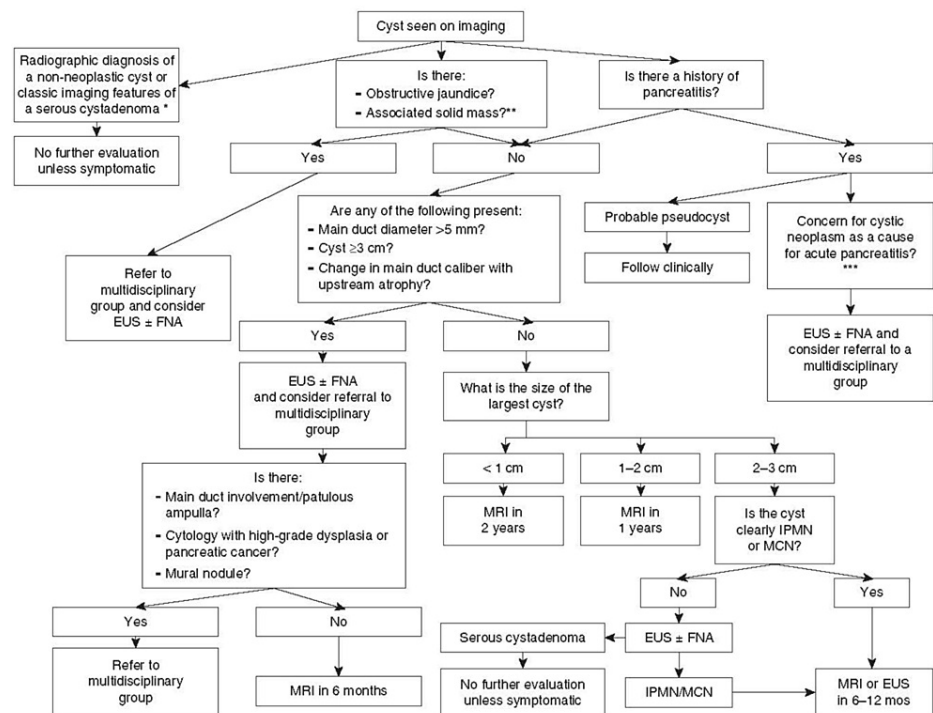 Cyst seen on imaging
Radiographic diagnosis of
a non-neoplastic cyst or
classic imaging features of
a serous cystadenoma *
No further evaluation
unless symptomatic
Is there:
- Obstructive jaundice?
- Associated solid mass?**
Is there a history of
pancreatitis?
Yes
No
Yes
Refer to
multidisciplinary
group and consider
EUS ± FNA
Are any of the following present:
- Main duct diameter >5 mm?
- Cyst ≥3 cm?
- Change in main duct caliber with
upstream atrophy?
Probable pseudocyst
Follow clinically
Concern for cystic
neoplasm as a cause
for acute pancreatitis?
***
EUS ± FNA and
consider referral to a
multidisciplinary
group
Yes
No
EUS ± FNA
and consider referral to
multidisciplinary
group
What is the size of the
largest cyst?
< 1 cm
1–2 cm
2–3 cm
MRI in
2 years
MRI in
1 years
Is the cyst
clearly IPMN
or MCN?
Is there:
- Main duct involvement/patulous
ampulla?
- Cytology with high-grade dysplasia or
pancreatic cancer?
- Mural nodule?
Yes
No
Refer to
multidisciplinary
group
MRI in 6 months
No
Yes
Serous cystadenoma
EUS ± FNA
No further evaluation
unless symptomatic
IPMN/MCN
MRI or EUS
in 6–12 mos